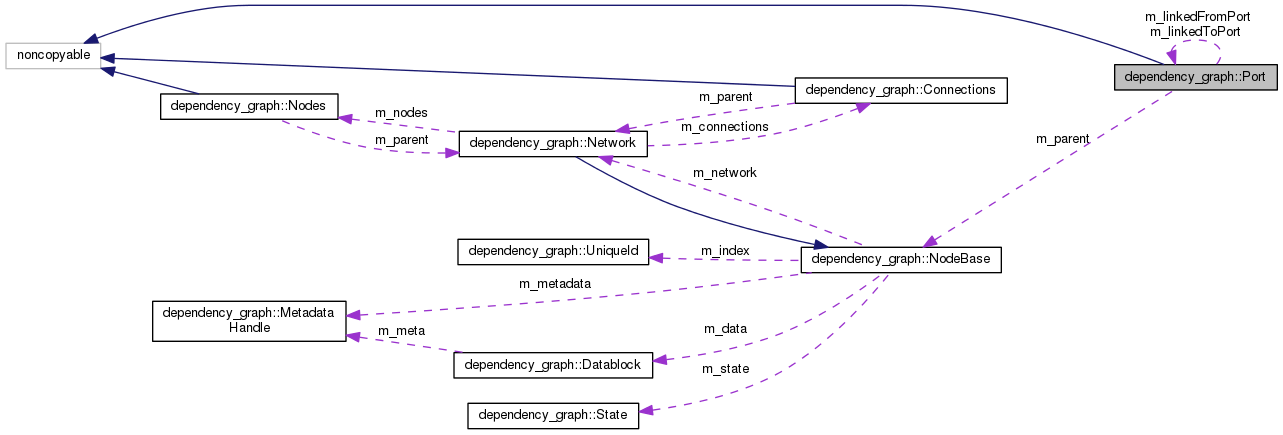 m_linkedFromPort
m_linkedToPort
noncopyable
dependency_graph::Port
dependency_graph::Connections
dependency_graph::Nodes
m_parent
m_nodes
m_connections
m_parent
dependency_graph::Network
m_parent
m_network
dependency_graph::UniqueId
m_index
dependency_graph::NodeBase
m_metadata
dependency_graph::Metadata
Handle
m_meta
m_data
dependency_graph::Datablock
m_state
dependency_graph::State